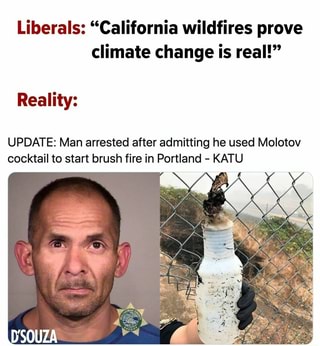 Liberals: “California wildfires prove
climate change is real!”
Reality:
UPDATE: Man arrested after admitting he used Molotov
cocktail to start brush fire in Portland - KATU
D'SOUZA